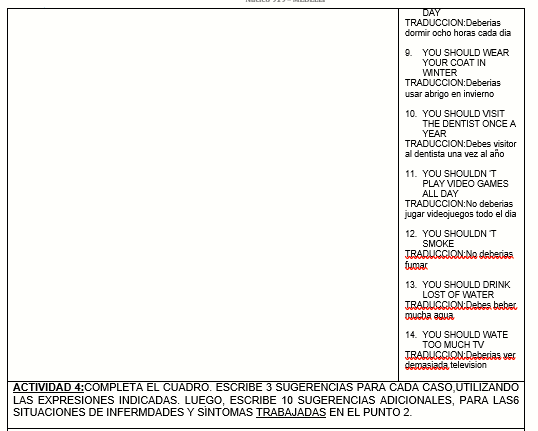 DAY
TRADUCCION:Deberias
dormir ocho horas cada dia
9. YOU SHOULD WEAR
YOUR COAT IN
WINTER
TRADUCCION:Deberias
usar abrigo en invierno
10. YOU SHOULD VISIT
THE DENTIST ONCE A
YEAR
TRADUCCION:Debes visitor
al dentista una vez al año
11. YOU SHOULDN 'T
PLAY VIDEO GAMES
ALL DAY
TRADUCCION:No deberias
jugar videojuegos todo el dia
12. YOU SHOULDN 'T
SMOKE
TRADUCCION:No deberias
fumar
13. YOU SHOULD DRINK
LOST OF WATER
TRADUCCION:Debes beber
mucha agua
14. YOU SHOULD WATE
TOO MUCH TV
TRADUCCION:Deberias ver
demasiada television
ACTIVIDAD 4:COMPLETA EL CUADRO. ESCRIBE 3 SUGERENCIAS PARA CADA CASO,UTILIZANDO
LAS EXPRESIONES INDICADAS. LUEGO, ESCRIBE 10 SUGERENCIAS ADICIONALES, PARA LAS6
SITUACIONES DE INFERMDADES Y SÌNTOMAS TRABAJADAS EN EL PUNTO 2.